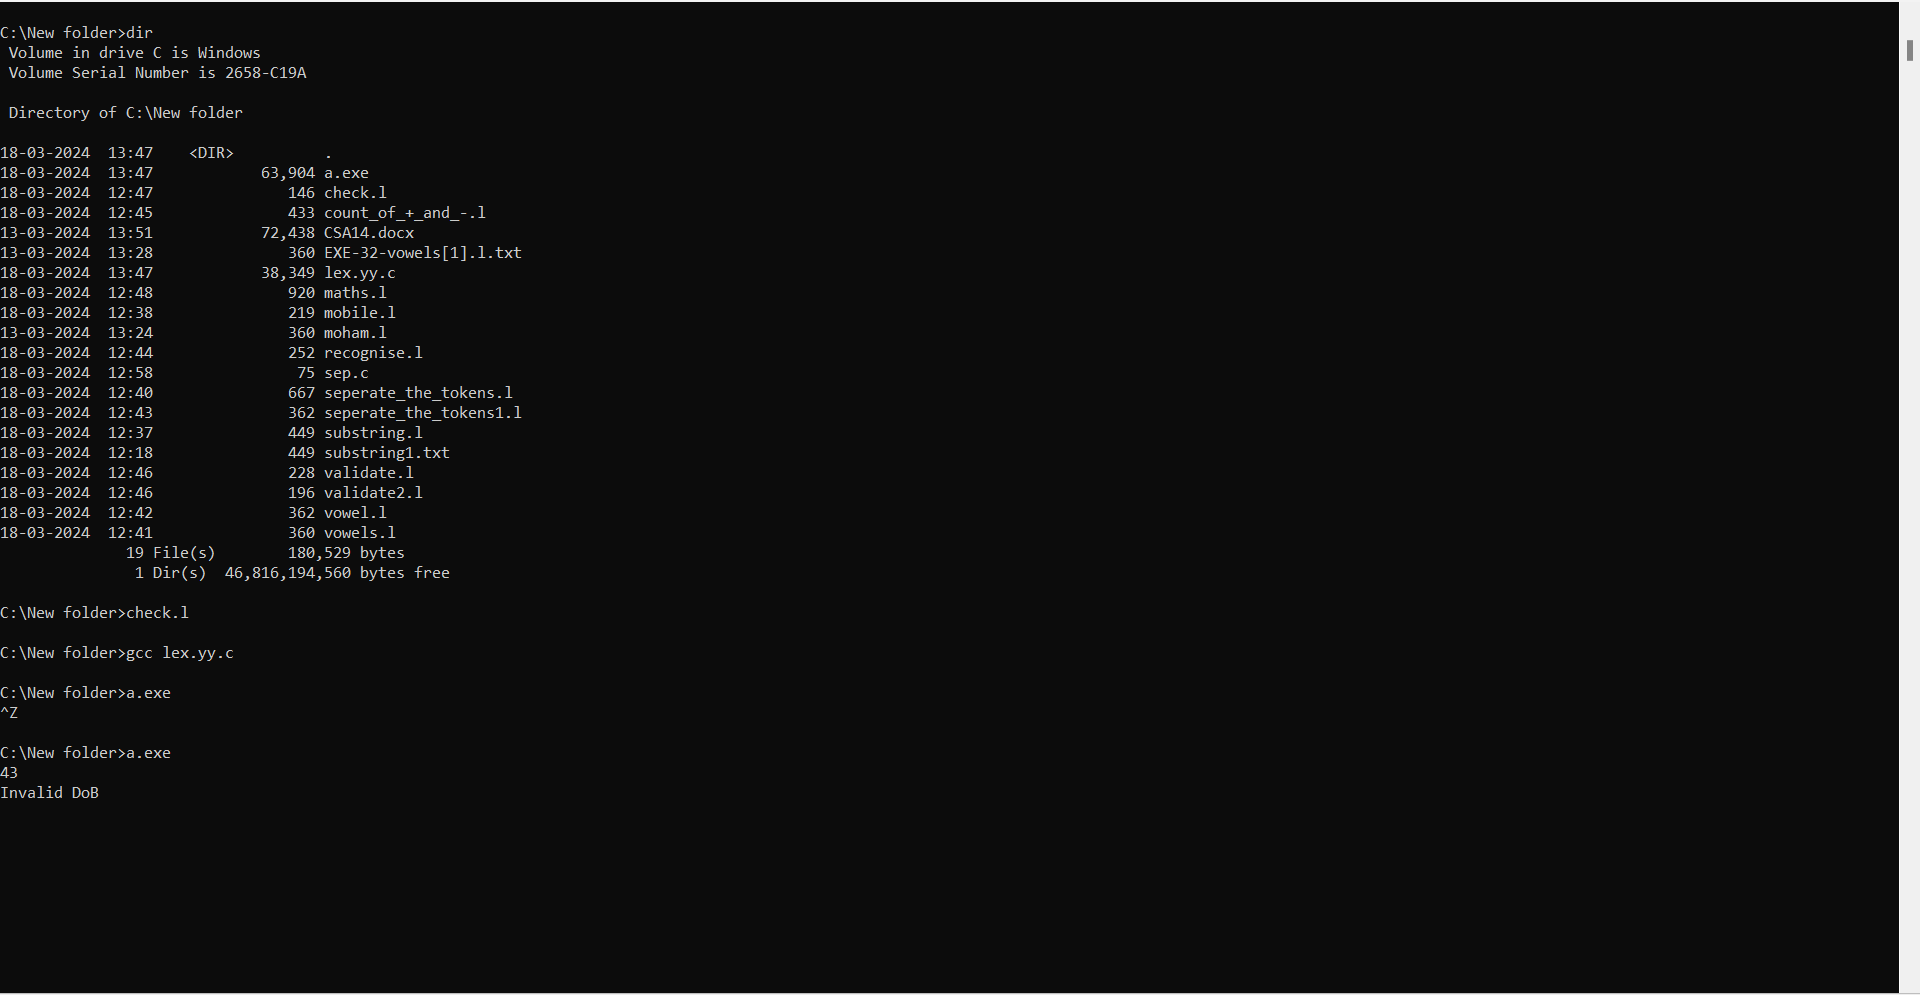 C:\New folder>dir
 Volume in drive C is Windows
 Volume Serial Number is 2658-C19A
 Directory of C:\New folder
18-03-2024  13:47    <DIR>          .
18-03-2024  13:47            63,904 a.exe
18-03-2024  12:47               146 check.l
18-03-2024  12:45               433 count_of_+_and_-.l
13-03-2024  13:51            72,438 CSA14.docx
13-03-2024  13:28               360 EXE-32-vowels[1].l.txt
18-03-2024  13:47            38,349 lex.yy.c
18-03-2024  12:48               920 maths.l
18-03-2024  12:38               219 mobile.l
13-03-2024  13:24               360 moham.l
18-03-2024  12:44               252 recognise.l
18-03-2024  12:58                75 sep.c
18-03-2024  12:40               667 seperate_the_tokens.l
18-03-2024  12:43               362 seperate_the_tokens1.l
18-03-2024  12:37               449 substring.l
18-03-2024  12:18               449 substring1.txt
18-03-2024  12:46               228 validate.l
18-03-2024  12:46               196 validate2.l
18-03-2024  12:42               362 vowel.l
18-03-2024  12:41               360 vowels.l
              19 File(s)        180,529 bytes
               1 Dir(s)  46,816,194,560 bytes free
C:\New folder>check.l
C:\New folder>gcc lex.yy.c
C:\New folder>a.exe
^Z
C:\New folder>a.exe
43
Invalid DoB